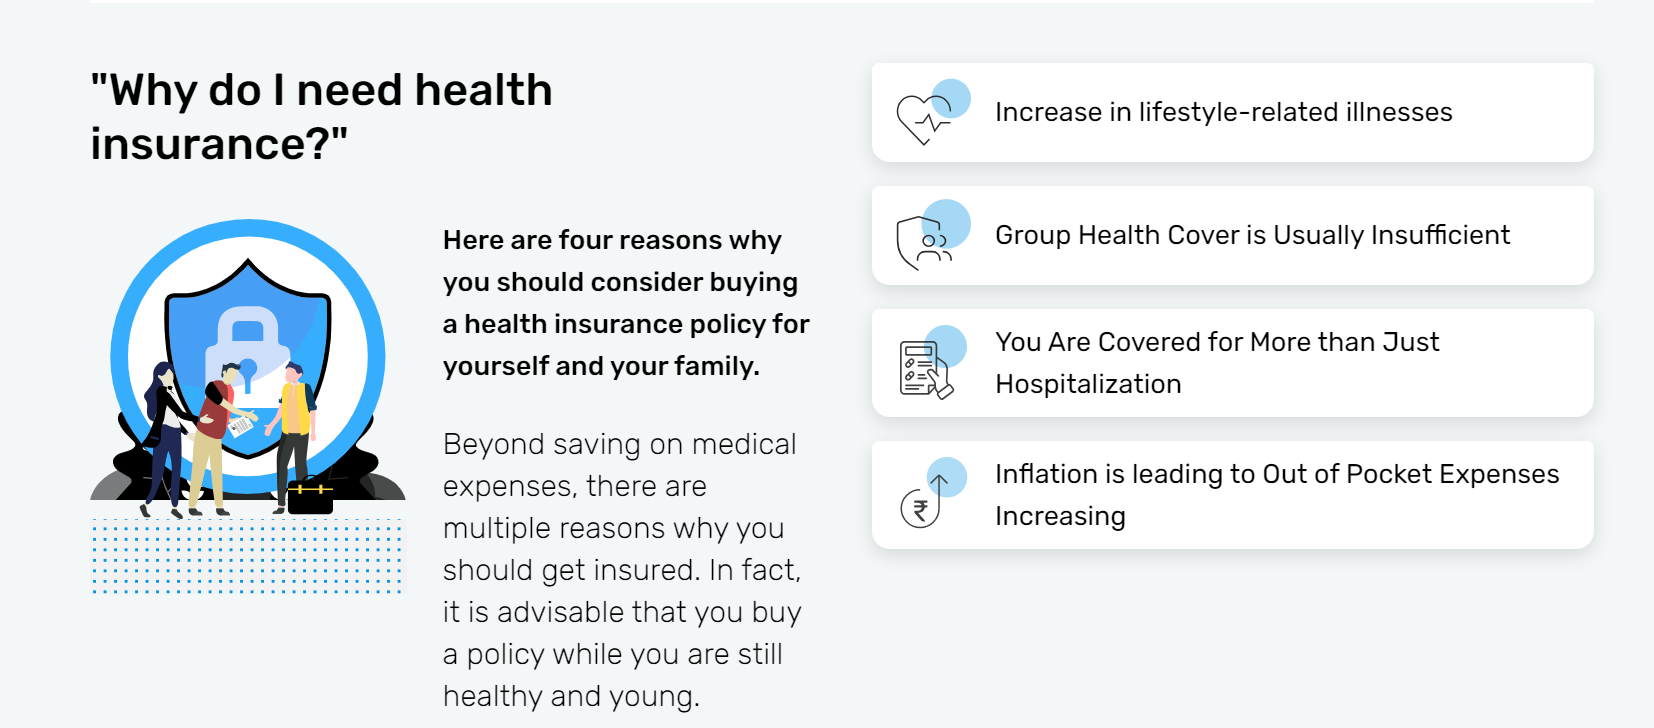 "Why do I need health
insurance?"
Here are four reasons why
you should consider buying
a health insurance policy for
yourself and your family.
Beyond saving on medical
expenses, there are
multiple reasons why you
should get insured. In fact,
it is advisable that you buy
a policy while you are still
healthy and young.
Increase in lifestyle-related illnesses
Group Health Cover is Usually Insufficient
You Are Covered for More than Just
Hospitalization
Inflation is leading to Out of Pocket Expenses
Increasing
₹